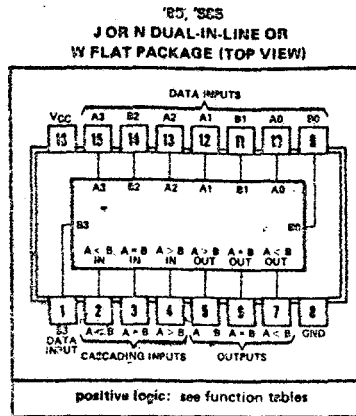 '85, 'S85
J OR N DUAL-IN-LINE OR
W FLAT PACKAGE (TOP VIEW)
DATA INPUTS
VCC A3 B2 A2 A1 B1 A0 B0
16 15 14 13 12 11 10 9
A3 B2 A2 A1 B1 A0
B3 B0
A < B A = B A > B A > B A = B A < B
IN IN IN OUT OUT OUT
1 2 3 4 5 6 7 8
B3 A < B A = B A > B A B A = B A < B GND
DATA
INPUT
CASCADING INPUTS OUTPUTS
positive logic: see function tables